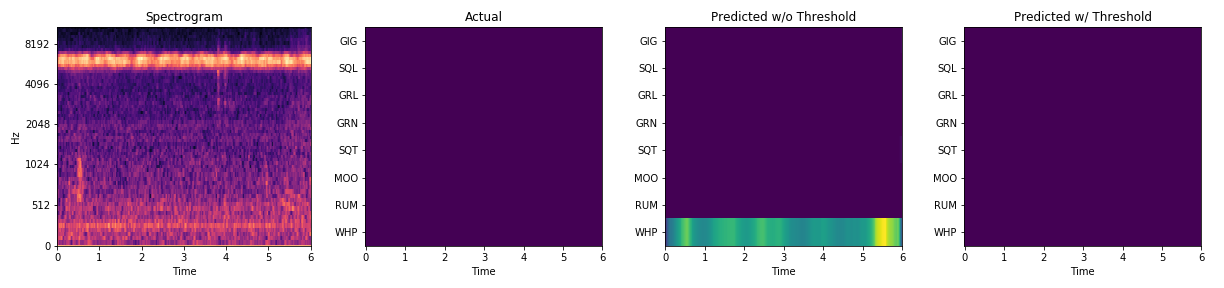 Spectrogram
Hz
8192
4096
2048
1024
512
0
0 1 2 3 4 5 6
Time
Actual
GIG
SQL
GRL
GRN
SQT
MOO
RUM
WHP
0 1 2 3 4 5 6
Time
Predicted w/o Threshold
GIG
SQL
GRL
GRN
SQT
MOO
RUM
WHP
0 1 2 3 4 5 6
Time
Predicted w/ Threshold
GIG
SQL
GRL
GRN
SQT
MOO
RUM
WHP
0 1 2 3 4 5 6
Time